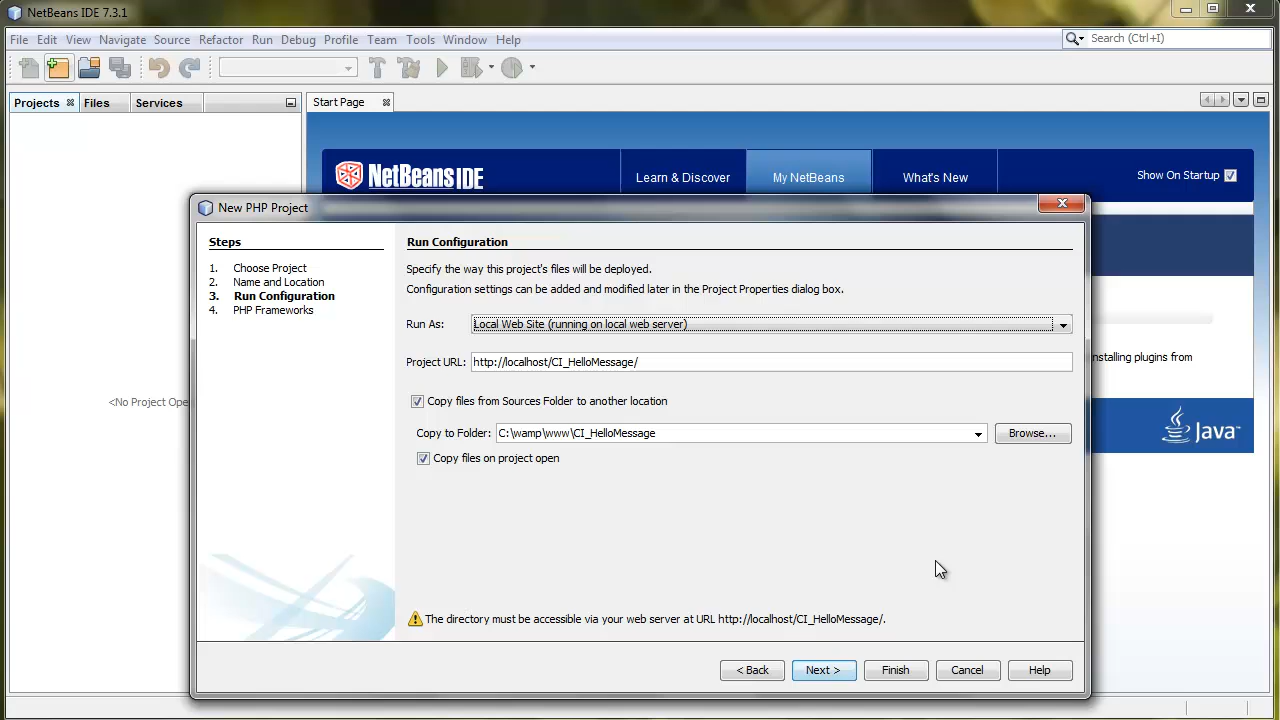 NetBeans IDE 7.3.1
File Edit View Navigate Source Refactor Run Debug Profile Team Tools Window Help
Search (Ctrl+I)
Projects Files Services
Start Page
NetBeans IDE
Learn & Discover My NetBeans What's New
Show On Startup
New PHP Project
Steps
1. Choose Project
2. Name and Location
3. Run Configuration
4. PHP Frameworks
Run Configuration
Specify the way this project's files will be deployed.
Configuration settings can be added and modified later in the Project Properties dialog box.
Run As: Local Web Site (running on local web server)
Project URL: http://localhost/CI_HelloMessage/
Copy files from Sources Folder to another location
Copy to Folder: C:\wamp\www\CI_HelloMessage Browse...
Copy files on project open
The directory must be accessible via your web server at URL http://localhost/CI_HelloMessage/.
< Back Next > Finish Cancel Help
<No Project Ope
nstalling plugins from
Java